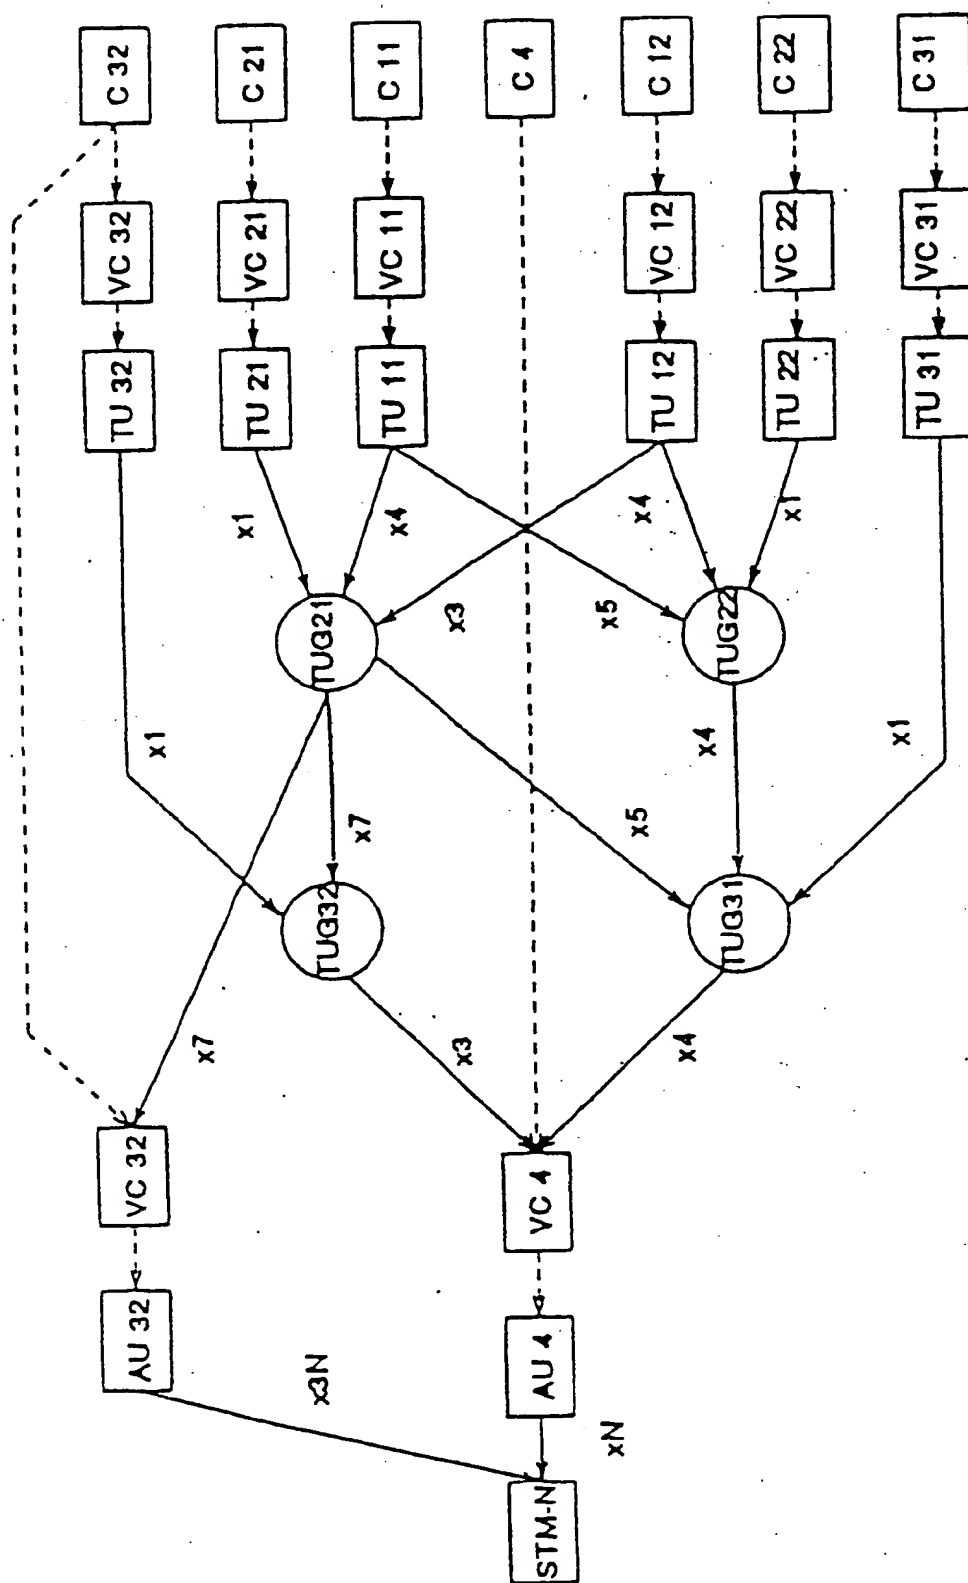 C 32
VC 32
TU 32
x1
VC 32
AU 32
x3N
C 21
VC 21
TU 21
x1
TUG21
x7
TUG32
x7
C 11
VC 11
TU 11
x4
x3
x3
C 4
VC 4
AU 4
xN
STM-N
x5
x5
C 12
VC 12
TU 12
x4
TUG22
x4
TUG31
x4
C 22
VC 22
TU 22
x1
C 31
VC 31
TU 31
x1